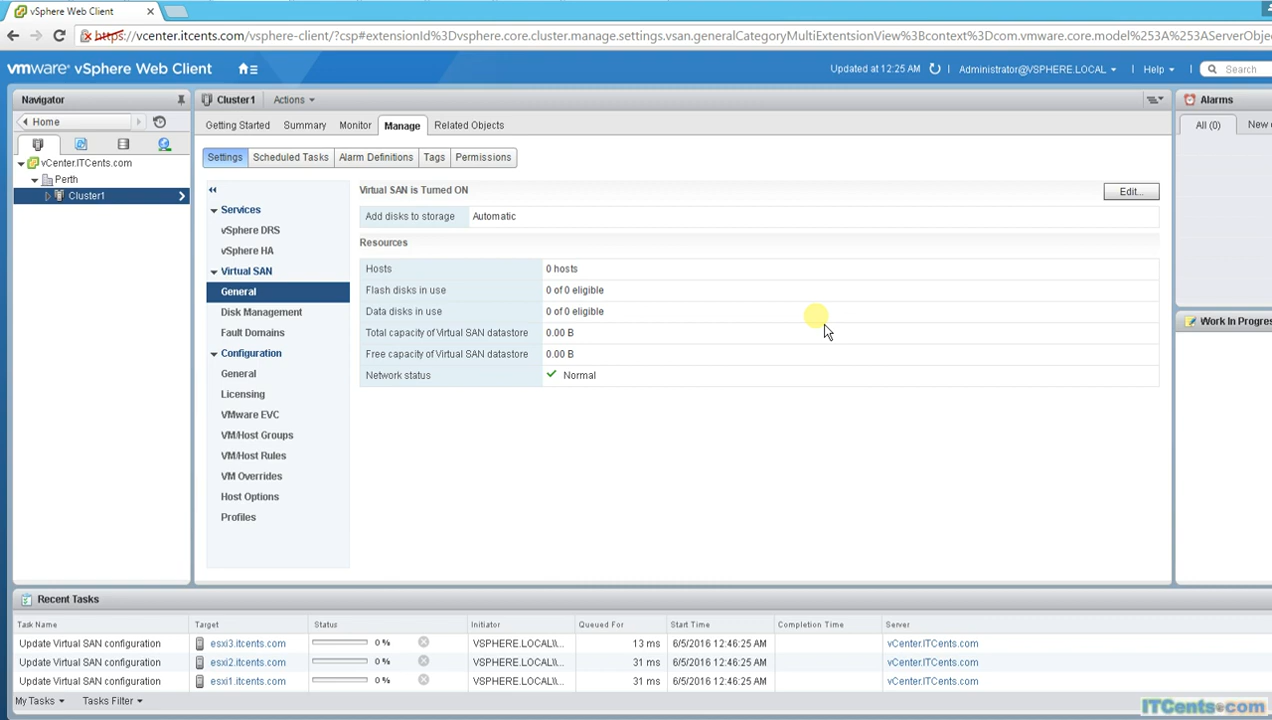 vSphere Web Client
https://vcenter.itcents.com/vsphere-client/?csp#extensionId%3Dvsphere.core.cluster.manage.settings.vsan.generalCategoryMultiExtentsionView%3Bcontext%3Dcom.vmware.core.model%253A%253AServerObje
vmware® vSphere Web Client
Updated at 12:25 AM
Administrator@VSPHERE.LOCAL
Help
Search
Navigator
Home
vCenter.ITCents.com
Perth
Cluster1
Cluster1
Actions
Getting Started
Summary
Monitor
Manage
Related Objects
Settings
Scheduled Tasks
Alarm Definitions
Tags
Permissions
Services
vSphere DRS
vSphere HA
Virtual SAN
General
Disk Management
Fault Domains
Configuration
General
Licensing
VMware EVC
VM/Host Groups
VM/Host Rules
VM Overrides
Host Options
Profiles
Virtual SAN is Turned ON
Edit...
Add disks to storage Automatic
Resources
Hosts 0 hosts
Flash disks in use 0 of 0 eligible
Data disks in use 0 of 0 eligible
Total capacity of Virtual SAN datastore 0.00 B
Free capacity of Virtual SAN datastore 0.00 B
Network status Normal
Alarms
All (0)
New
Work In Progres
Recent Tasks
Task Name Target Status Initiator Queued For Start Time Completion Time Server
Update Virtual SAN configuration esxi3.itcents.com 0 % VSPHERE.LOCAL\\... 13 ms 6/5/2016 12:46:25 AM vCenter.ITCents.com
Update Virtual SAN configuration esxi2.itcents.com 0 % VSPHERE.LOCAL\\... 31 ms 6/5/2016 12:46:25 AM vCenter.ITCents.com
Update Virtual SAN configuration esxi1.itcents.com 0 % VSPHERE.LOCAL\\... 31 ms 6/5/2016 12:46:25 AM vCenter.ITCents.com
My Tasks
Tasks Filter
ITCents.com